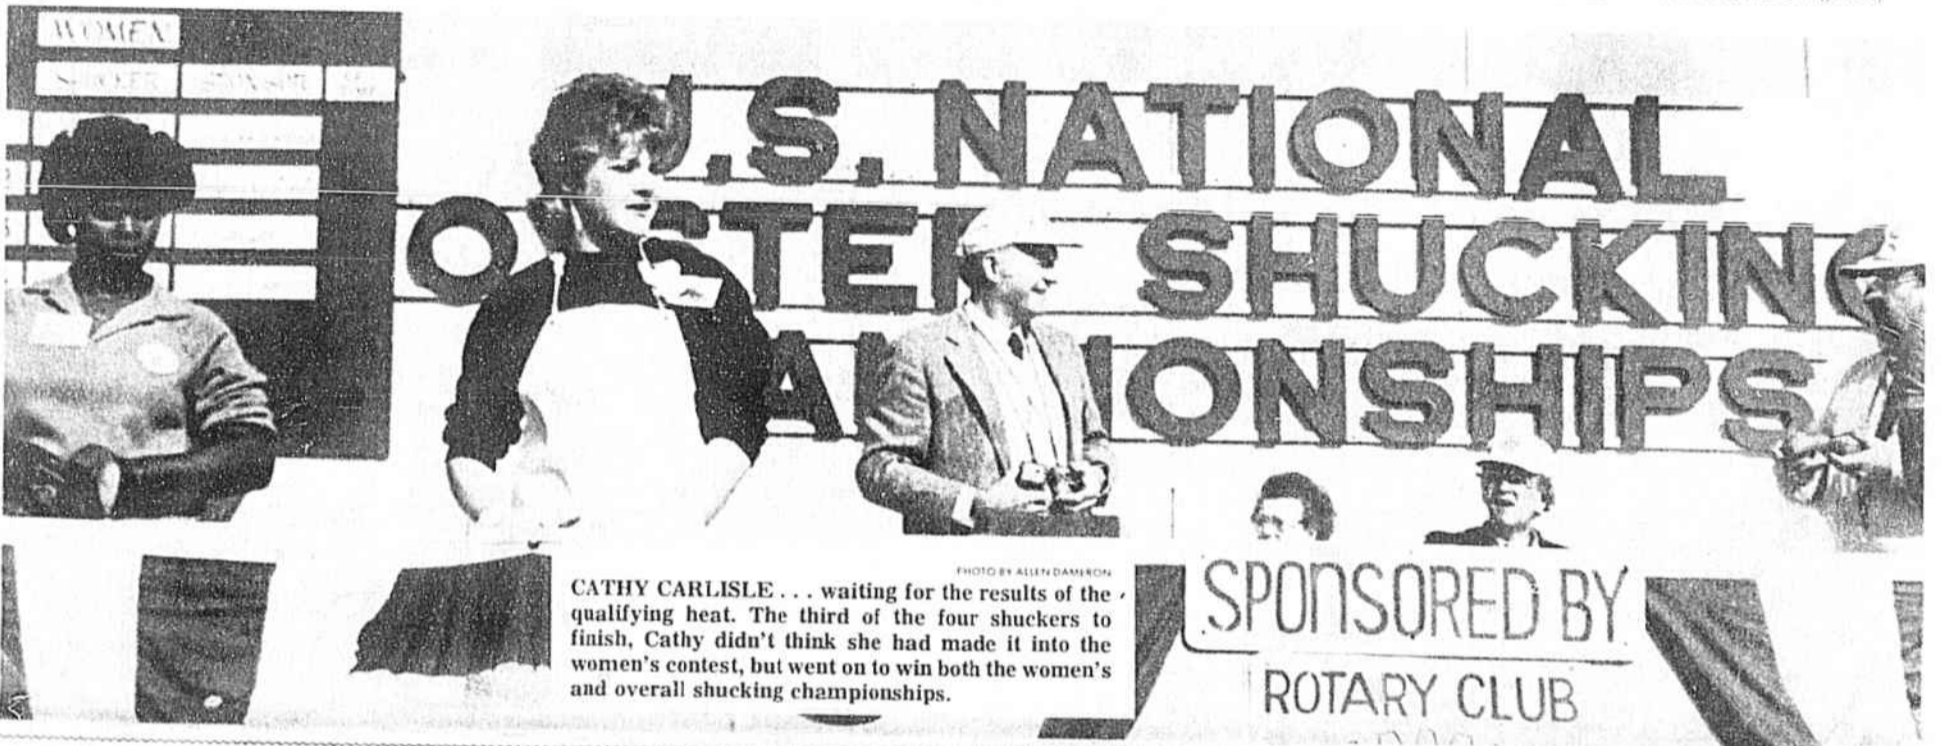 WOMEN
U.S. NATIONAL
OYSTER SHUCKING
CHAMPIONSHIPS
PHOTO BY ALLEN DAMERON
CATHY CARLISLE . . . waiting for the results of the
qualifying heat. The third of the four shuckers to
finish, Cathy didn't think she had made it into the
women's contest, but went on to win both the women's
and overall shucking championships.
SPONSORED BY
ROTARY CLUB